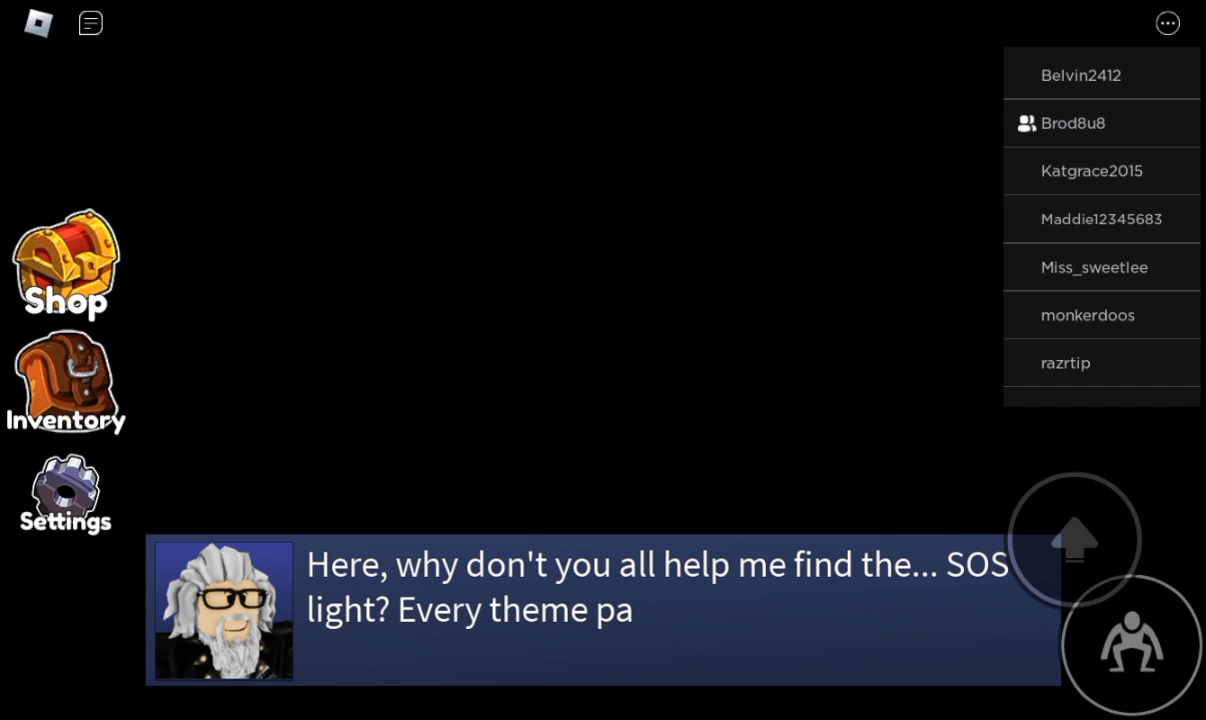 Belvin2412
Brod8u8
Katgrace2015
Maddie12345683
Miss_sweetlee
monkerdoos
razrtip
Shop
Inventory
Settings
Here, why don't you all help me find the... SOS
light? Every theme pa